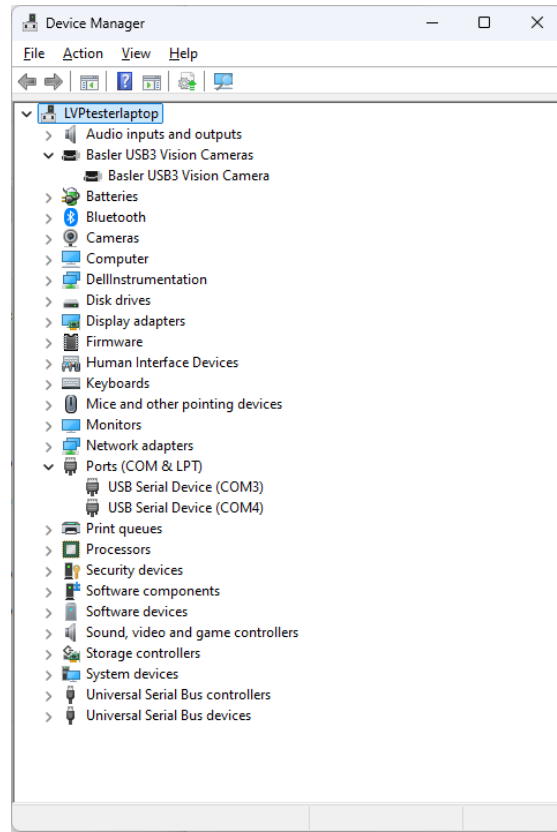 Device Manager
File Action View Help
LVPtesterlaptop
Audio inputs and outputs
Basler USB3 Vision Cameras
Basler USB3 Vision Camera
Batteries
Bluetooth
Cameras
Computer
DellInstrumentation
Disk drives
Display adapters
Firmware
Human Interface Devices
Keyboards
Mice and other pointing devices
Monitors
Network adapters
Ports (COM & LPT)
USB Serial Device (COM3)
USB Serial Device (COM4)
Print queues
Processors
Security devices
Software components
Software devices
Sound, video and game controllers
Storage controllers
System devices
Universal Serial Bus controllers
Universal Serial Bus devices